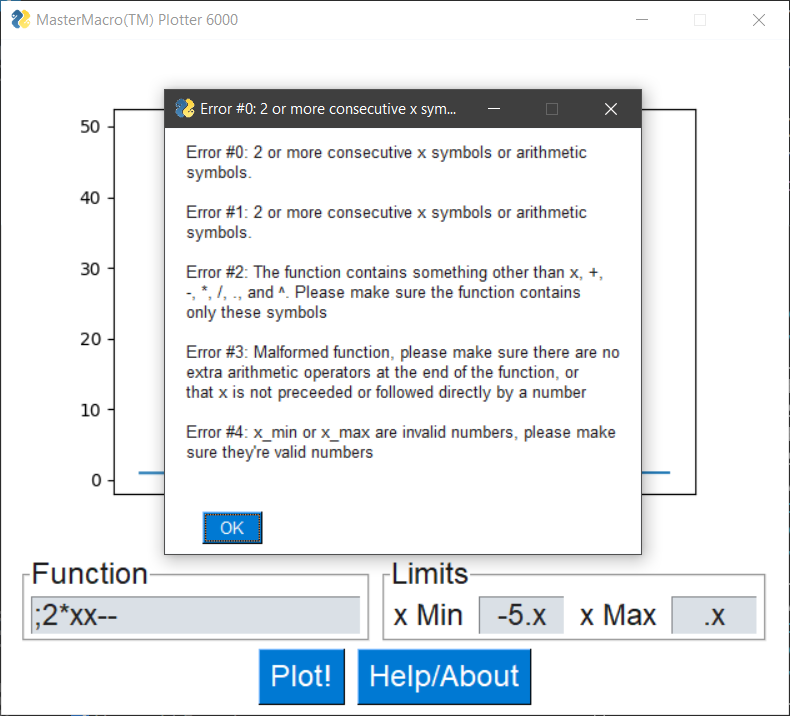 MasterMacro(TM) Plotter 6000
Error #0: 2 or more consecutive x sym...
Error #0: 2 or more consecutive x symbols or arithmetic
symbols.
Error #1: 2 or more consecutive x symbols or arithmetic
symbols.
Error #2: The function contains something other than x, +,
-, *, /, ., and ^. Please make sure the function contains
only these symbols
Error #3: Malformed function, please make sure there are no
extra arithmetic operators at the end of the function, or
that x is not preceeded or followed directly by a number
Error #4: x_min or x_max are invalid numbers, please make
sure they're valid numbers
OK
50
40
30
20
10
0
Function
;2*xx--
Limits
x Min -5.x x Max .x
Plot! Help/About